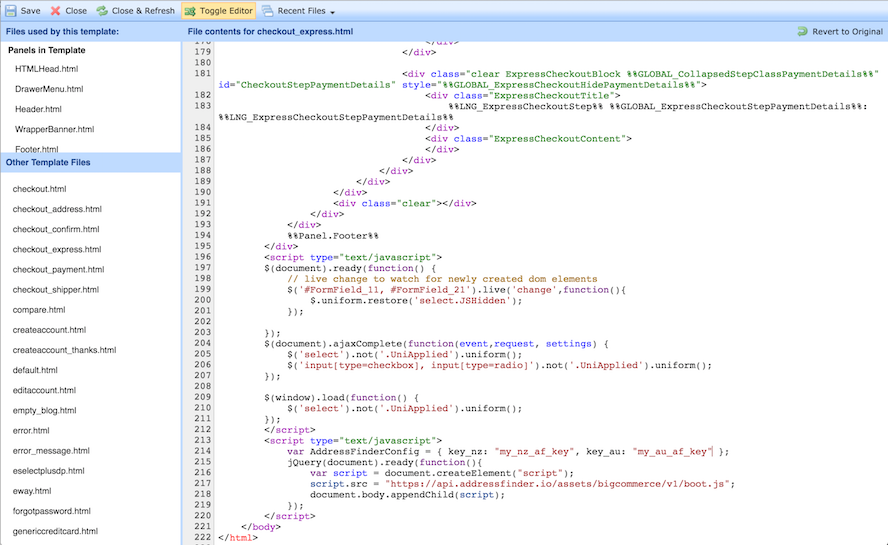 Save Close Close & Refresh Toggle Editor Recent Files
Files used by this template:
File contents for checkout_express.html
Revert to Original
Panels in Template
HTMLHead.html
DrawerMenu.html
Header.html
WrapperBanner.html
Footer.html
Other Template Files
checkout.html
checkout_address.html
checkout_confirm.html
checkout_express.html
checkout_payment.html
checkout_shipper.html
compare.html
createaccount.html
createaccount_thanks.html
default.html
editaccount.html
empty_blog.html
error.html
error_message.html
eselectplusdp.html
eway.html
forgotpassword.html
genericcreditcard.html
178 </div>
179 </div>
180
181 <div class="clear ExpressCheckoutBlock %%GLOBAL_CollapsedStepClassPaymentDetails%%"
id="CheckoutStepPaymentDetails" style="%%GLOBAL_ExpressCheckoutHidePaymentDetails%%">
182 <div class="ExpressCheckoutTitle">
183 %%LNG_ExpressCheckoutStep%% %%GLOBAL_ExpressCheckoutStepPaymentDetails%%:
%%LNG_ExpressCheckoutStepPaymentDetails%%
184 </div>
185 <div class="ExpressCheckoutContent">
186 </div>
187 </div>
188 </div>
189 </div>
190 </div>
191 <div class="clear"></div>
192 </div>
193 </div>
194 %%Panel.Footer%%
195 </div>
196 <script type="text/javascript">
197 $(document).ready(function() {
198 // live change to watch for newly created dom elements
199 $('#FormField_11, #FormField_21').live('change',function(){
200 $.uniform.restore('select.JSHidden');
201 });
202
203 });
204 $(document).ajaxComplete(function(event,request, settings) {
205 $('select').not('.UniApplied').uniform();
206 $('input[type=checkbox], input[type=radio]').not('.UniApplied').uniform();
207 });
208
209 $(window).load(function() {
210 $('select').not('.UniApplied').uniform();
211 });
212 </script>
213 <script type="text/javascript">
214 var AddressFinderConfig = { key_nz: "my_nz_af_key", key_au: "my_au_af_key" };
215 jQuery(document).ready(function(){
216 var script = document.createElement("script");
217 script.src = "https://api.addressfinder.io/assets/bigcommerce/v1/boot.js";
218 document.body.appendChild(script);
219 });
220 </script>
221 </body>
222 </html>